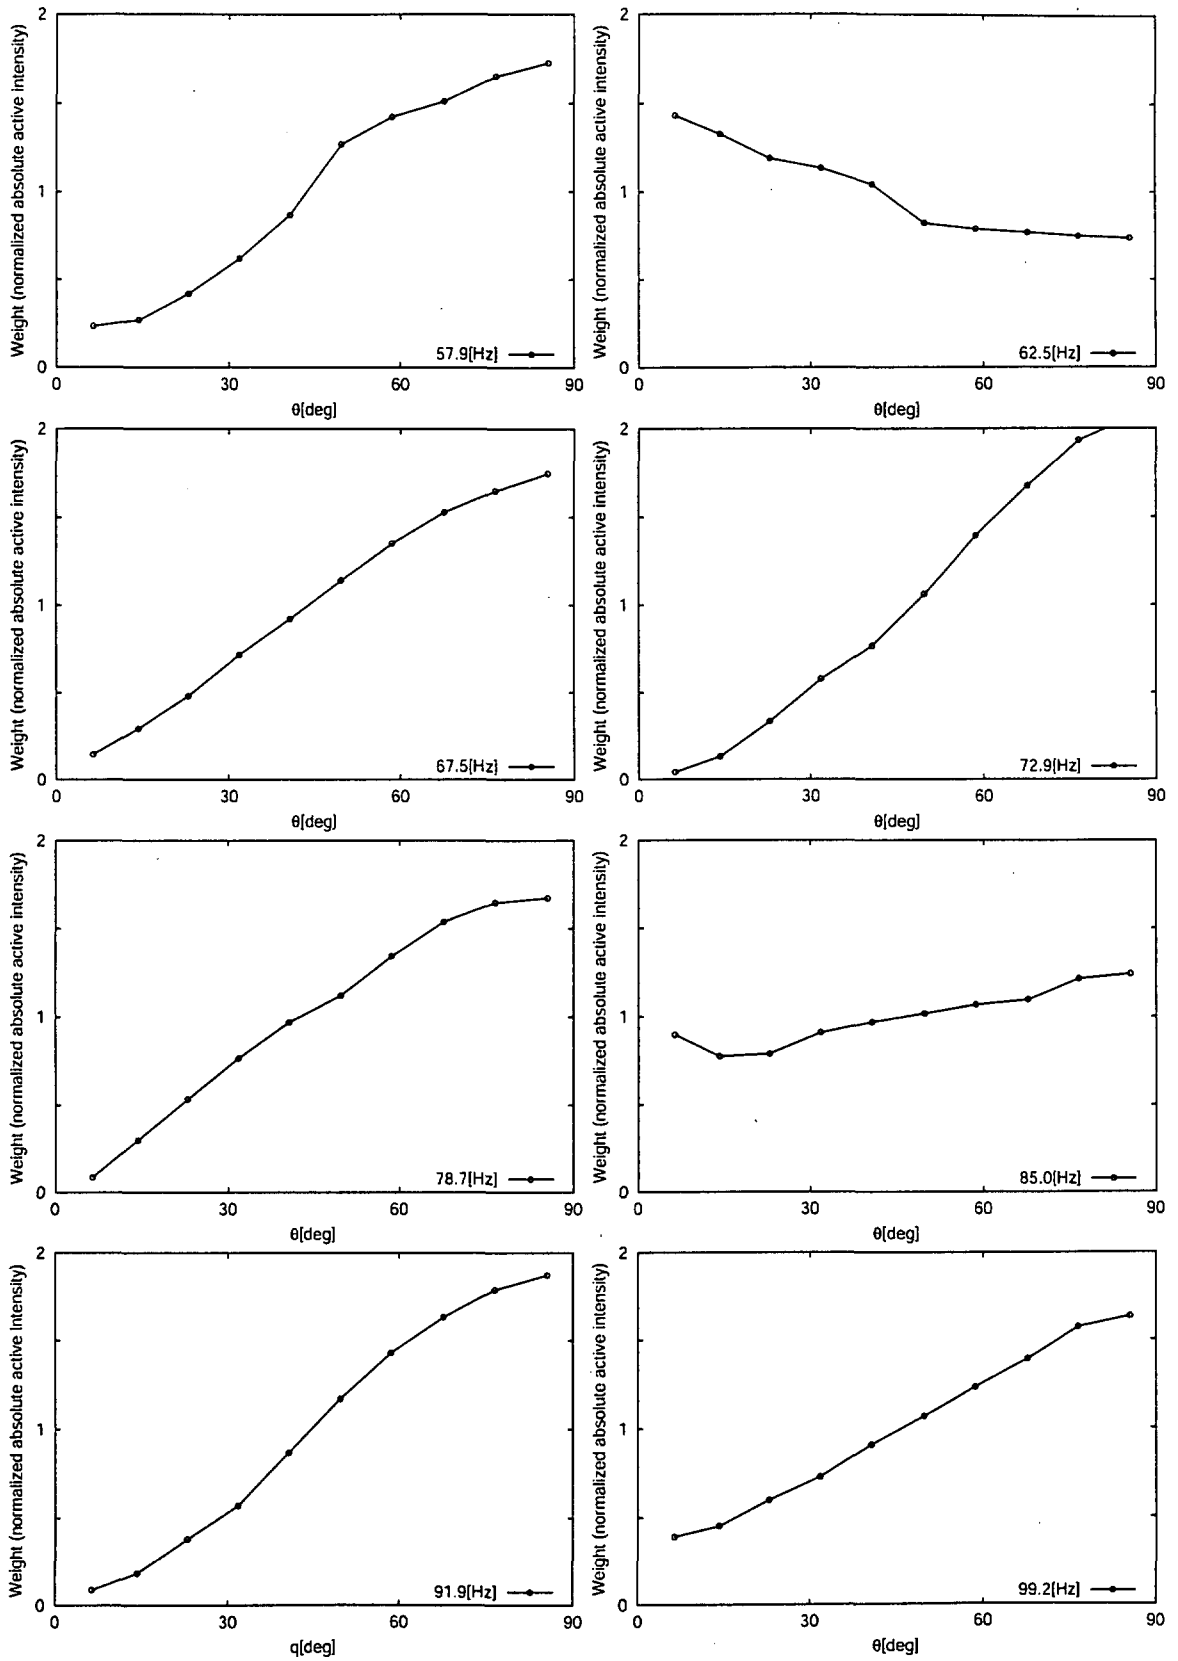 2
1
0
Weight (normalized absolute active intensity)
57.9[Hz]
0 30 60 90
θ[deg]
2
1
0
Weight (normalized absolute active intensity)
62.5[Hz]
0 30 60 90
θ[deg]
2
1
0
Weight (normalized absolute active intensity)
67.5[Hz]
0 30 60 90
θ[deg]
2
1
0
Weight (normalized absolute active intensity)
72.9[Hz]
0 30 60 90
θ[deg]
2
1
0
Weight (normalized absolute active intensity)
78.7[Hz]
0 30 60 90
θ[deg]
2
1
0
Weight (normalized absolute active intensity)
85.0[Hz]
0 30 60 90
θ[deg]
2
1
0
Weight (normalized absolute active intensity)
91.9[Hz]
0 30 60 90
q[deg]
2
1
0
Weight (normalized absolute active intensity)
99.2[Hz]
0 30 60 90
θ[deg]